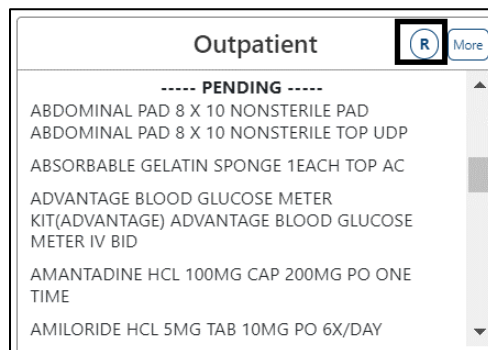 Outpatient
R
More
----- PENDING -----
ABDOMINAL PAD 8 X 10 NONSTERILE PAD
ABDOMINAL PAD 8 X 10 NONSTERILE TOP UDP
ABSORBABLE GELATIN SPONGE 1EACH TOP AC
ADVANTAGE BLOOD GLUCOSE METER
KIT(ADVANTAGE) ADVANTAGE BLOOD GLUCOSE
METER IV BID
AMANTADINE HCL 100MG CAP 200MG PO ONE
TIME
AMILORIDE HCL 5MG TAB 10MG PO 6X/DAY